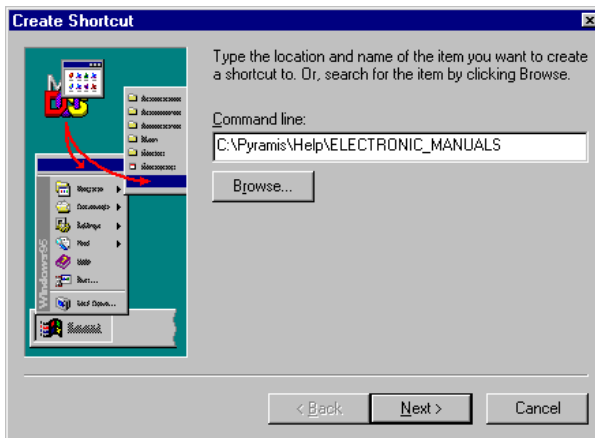 Create Shortcut
Type the location and name of the item you want to create
a shortcut to. Or, search for the item by clicking Browse.
Command line:
C:\Pyramis\Help\ELECTRONIC_MANUALS
Browse...
Windows95
< Back
Next >
Cancel